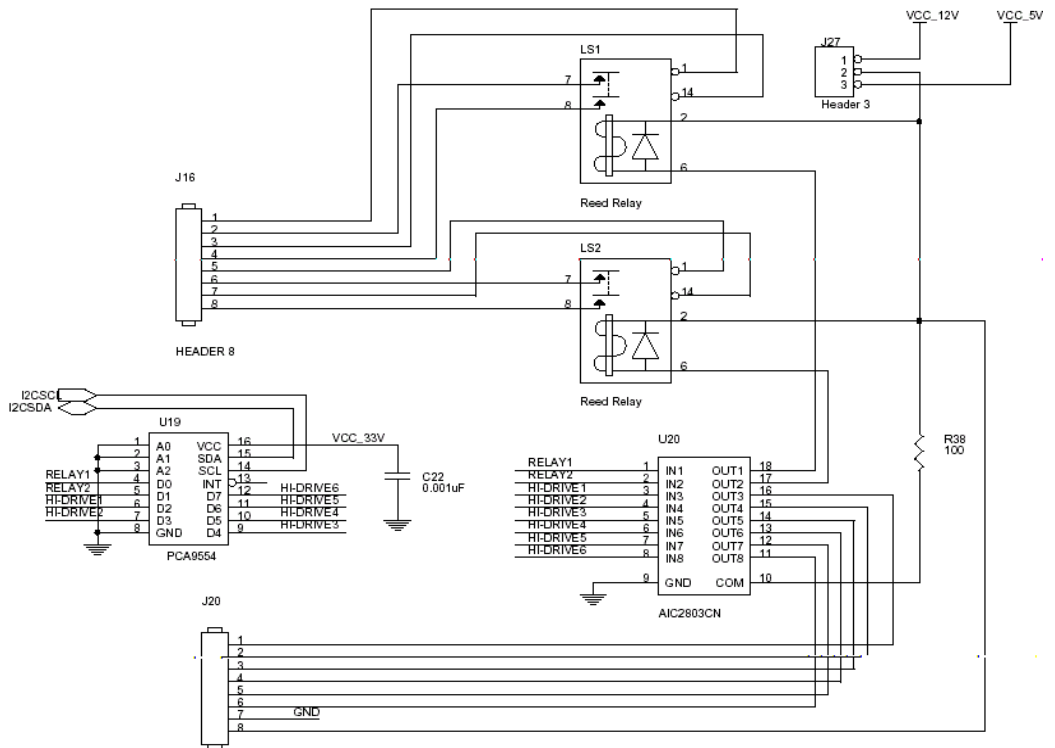 VCC_12V VCC_5V
J27
1
2
3
Header 3
LS1
1
7
14
8
2
6
Reed Relay
J16
1
2
3
4
5
6
7
8
HEADER 8
LS2
1
7
14
8
2
6
Reed Relay
I2CSCL
I2CSDA
U19
1 A0 VCC 16
2 A1 SDA 15
3 A2 SCL 14
RELAY1 4 D0 INT 13
RELAY2 5 D1 D7 12 HI-DRIVE6
HI-DRIVE1 6 D2 D6 11 HI-DRIVE5
HI-DRIVE2 7 D3 D5 10 HI-DRIVE4
8 GND D4 9 HI-DRIVE3
PCA9554
VCC_33V
C22
0.001uF
R38
100
U20
RELAY1 1 IN1 OUT1 18
RELAY2 2 IN2 OUT2 17
HI-DRIVE1 3 IN3 OUT3 16
HI-DRIVE2 4 IN4 OUT4 15
HI-DRIVE3 5 IN5 OUT5 14
HI-DRIVE4 6 IN6 OUT6 13
HI-DRIVE5 7 IN7 OUT7 12
HI-DRIVE6 8 IN8 OUT8 11
9 GND COM 10
AIC2803CN
J20
1
2
3
4
5
6
7 GND
8